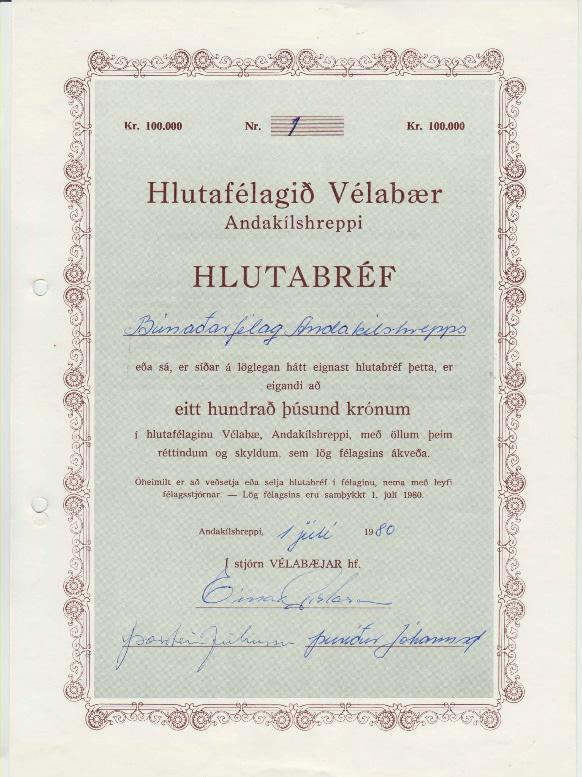 Kr. 100.000 Nr. 1 Kr. 100.000
Hlutafélagið Vélabær
Andakílshreppi
HLUTABRÉF
Búnaðarfélag Andakílshrepps
eða sá, er síðar á löglegan hátt eignast hlutabréf þetta, er
eigandi að
eitt hundrað þúsund krónum
í hlutafélaginu Vélabæ, Andakílshreppi, með öllum þeim
réttindum og skyldum, sem lög félagsins ákveða.
Óheimilt er að veðsetja eða selja hlutabréf í félaginu, nema með leyfi
félagsstjórnar. — Lög félagsins eru samþykkt 1. júlí 1980.
Andakílshreppi, 1 júlí 1980
Í stjórn VÉLABÆJAR hf.